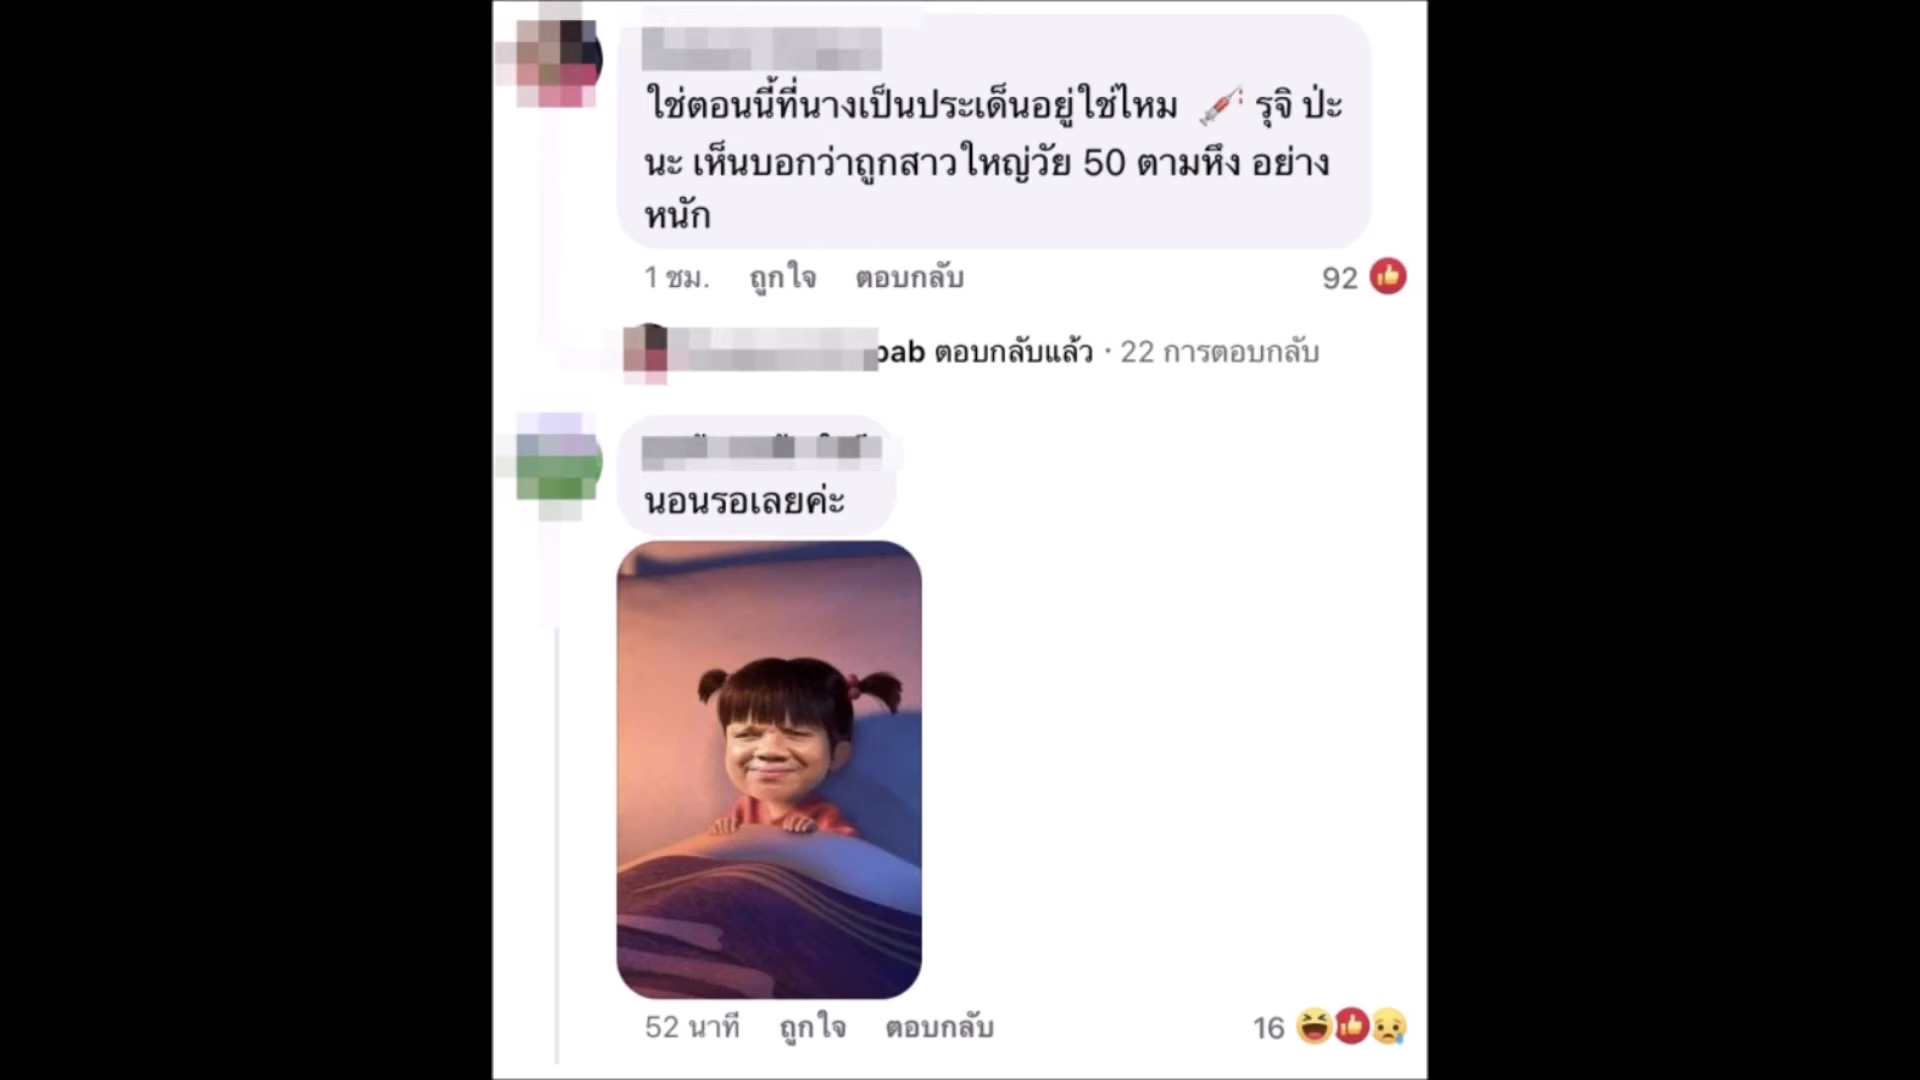 ใช่ตอนนี้ที่นางเป็นประเด็นอยู่ใช่ไหม 💉 รุจิ ป่ะ
นะ เห็นบอกว่าถูกสาวใหญ่วัย 50 ตามหึง อย่าง
หนัก
1 ชม. ถูกใจ ตอบกลับ 92
bab ตอบกลับแล้ว · 22 การตอบกลับ
นอนรอเลยค่ะ
52 นาที ถูกใจ ตอบกลับ 16